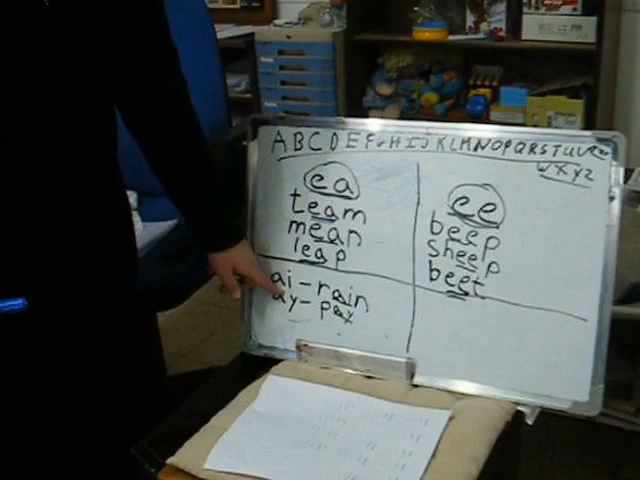 ABCDEFGHIJKLMNOPQRSTUV
WXYZ
ea
team
mean
leap
ee
beep
sheep
beet
ai-rain
ay-pay